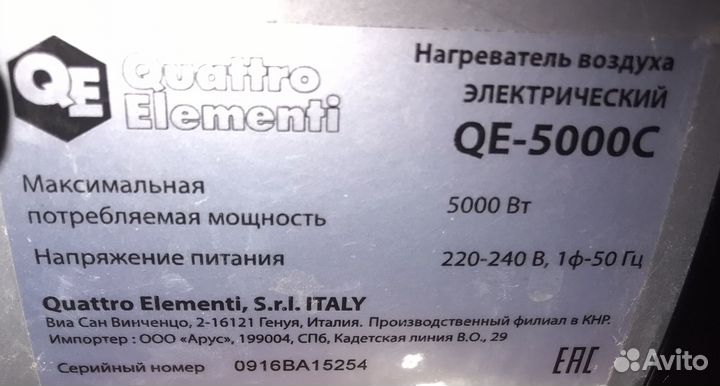 QE Quattro
Elementi
Нагреватель воздуха
ЭЛЕКТРИЧЕСКИЙ
QE-5000C
Максимальная
потребляемая мощность 5000 Вт
Напряжение питания 220-240 В, 1ф-50 Гц
Quattro Elementi, S.r.l. ITALY
Виа Сан Винченцо, 2-16121 Генуя, Италия. Производственный филиал в КНР.
Импортер : ООО «Арус», 199004, СПб, Кадетская линия В.О., 29
Серийный номер 0916BA15254
EAC
Avito